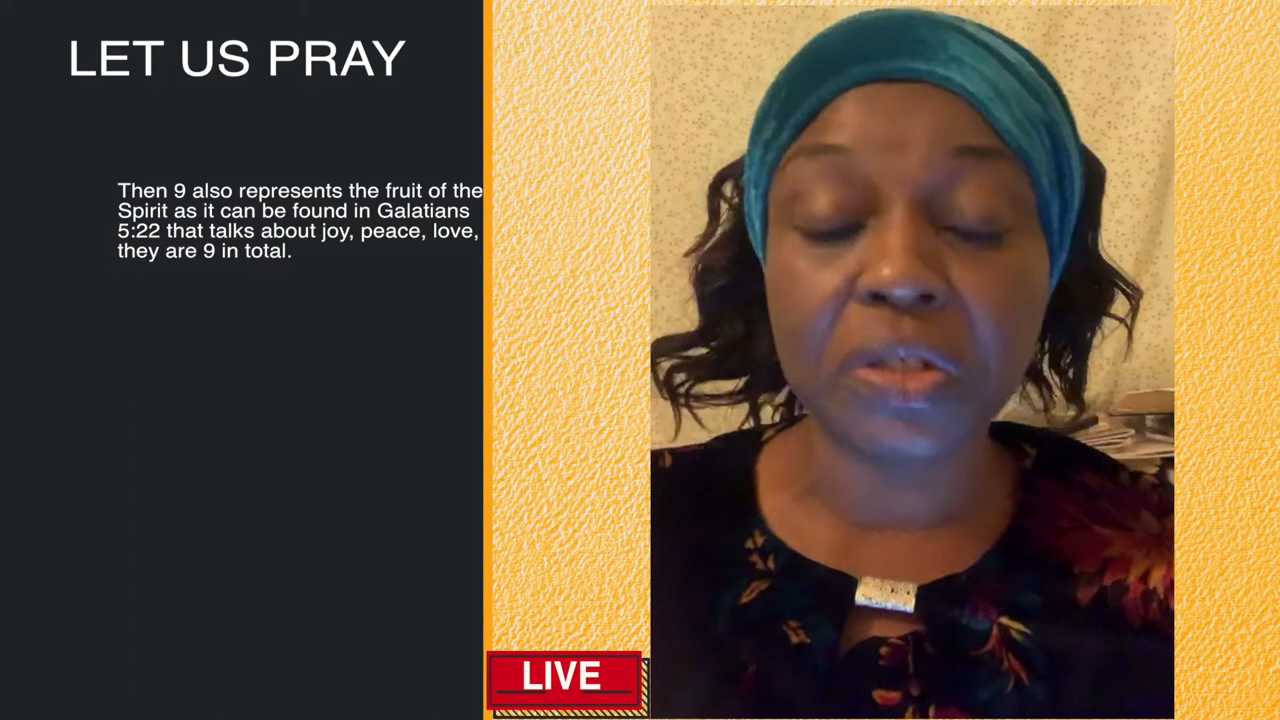 LET US PRAY
Then 9 also represents the fruit of the
Spirit as it can be found in Galatians
5:22 that talks about joy, peace, love,
they are 9 in total.
LIVE